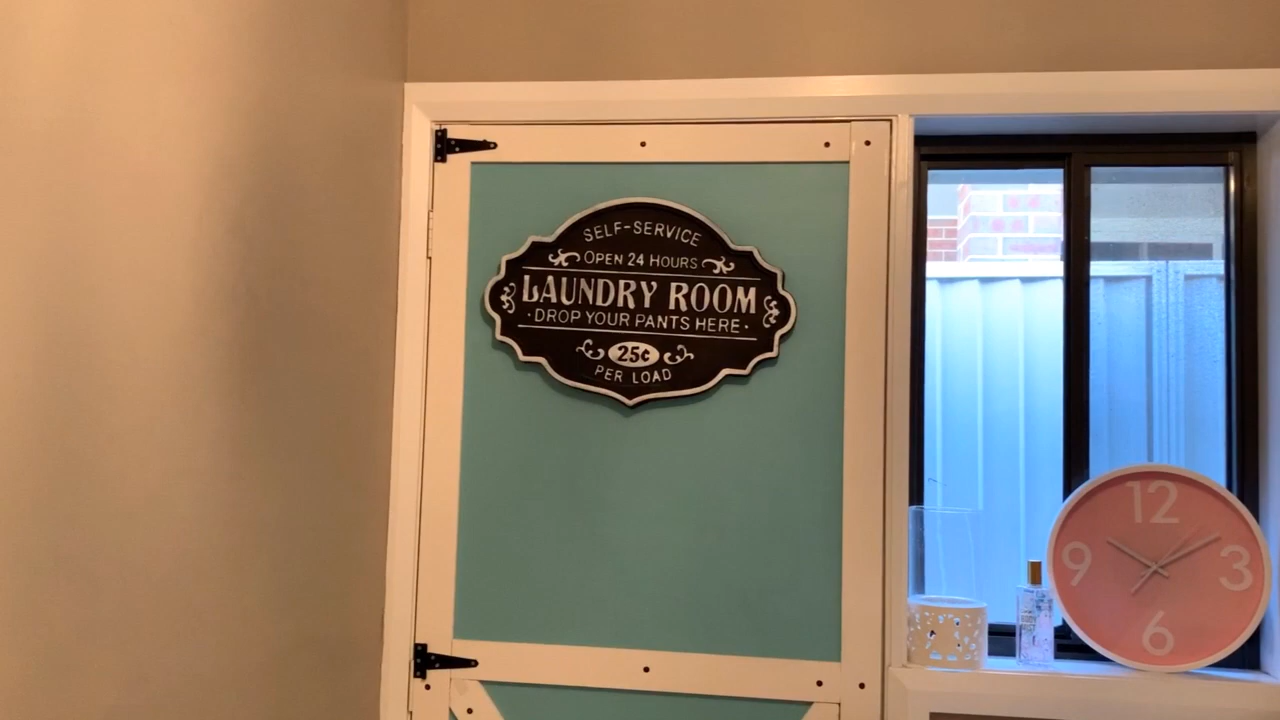 SELF-SERVICE
OPEN 24 HOURS
LAUNDRY ROOM
·DROP YOUR PANTS HERE·
25¢
PER LOAD
12
9 3
6